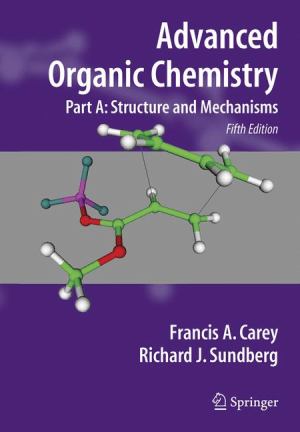 Advanced
Organic Chemistry
Part A: Structure and Mechanisms
Fifth Edition
Francis A. Carey
Richard J. Sundberg
Springer